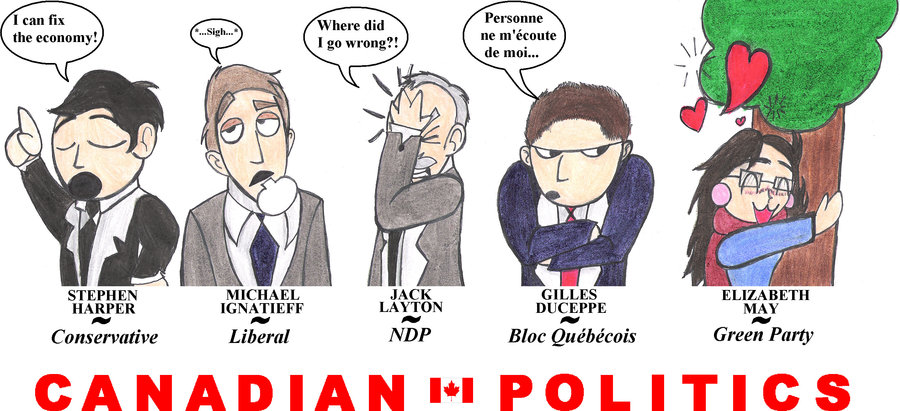 I can fix
the economy!
*...Sigh...*
Where did
I go wrong?!
Personne
ne m'écoute
de moi...
STEPHEN
HARPER
~
Conservative
MICHAEL
IGNATIEFF
~
Liberal
JACK
LAYTON
~
NDP
GILLES
DUCEPPE
~
Bloc Québécois
ELIZABETH
MAY
~
Green Party
CANADIAN POLITICS